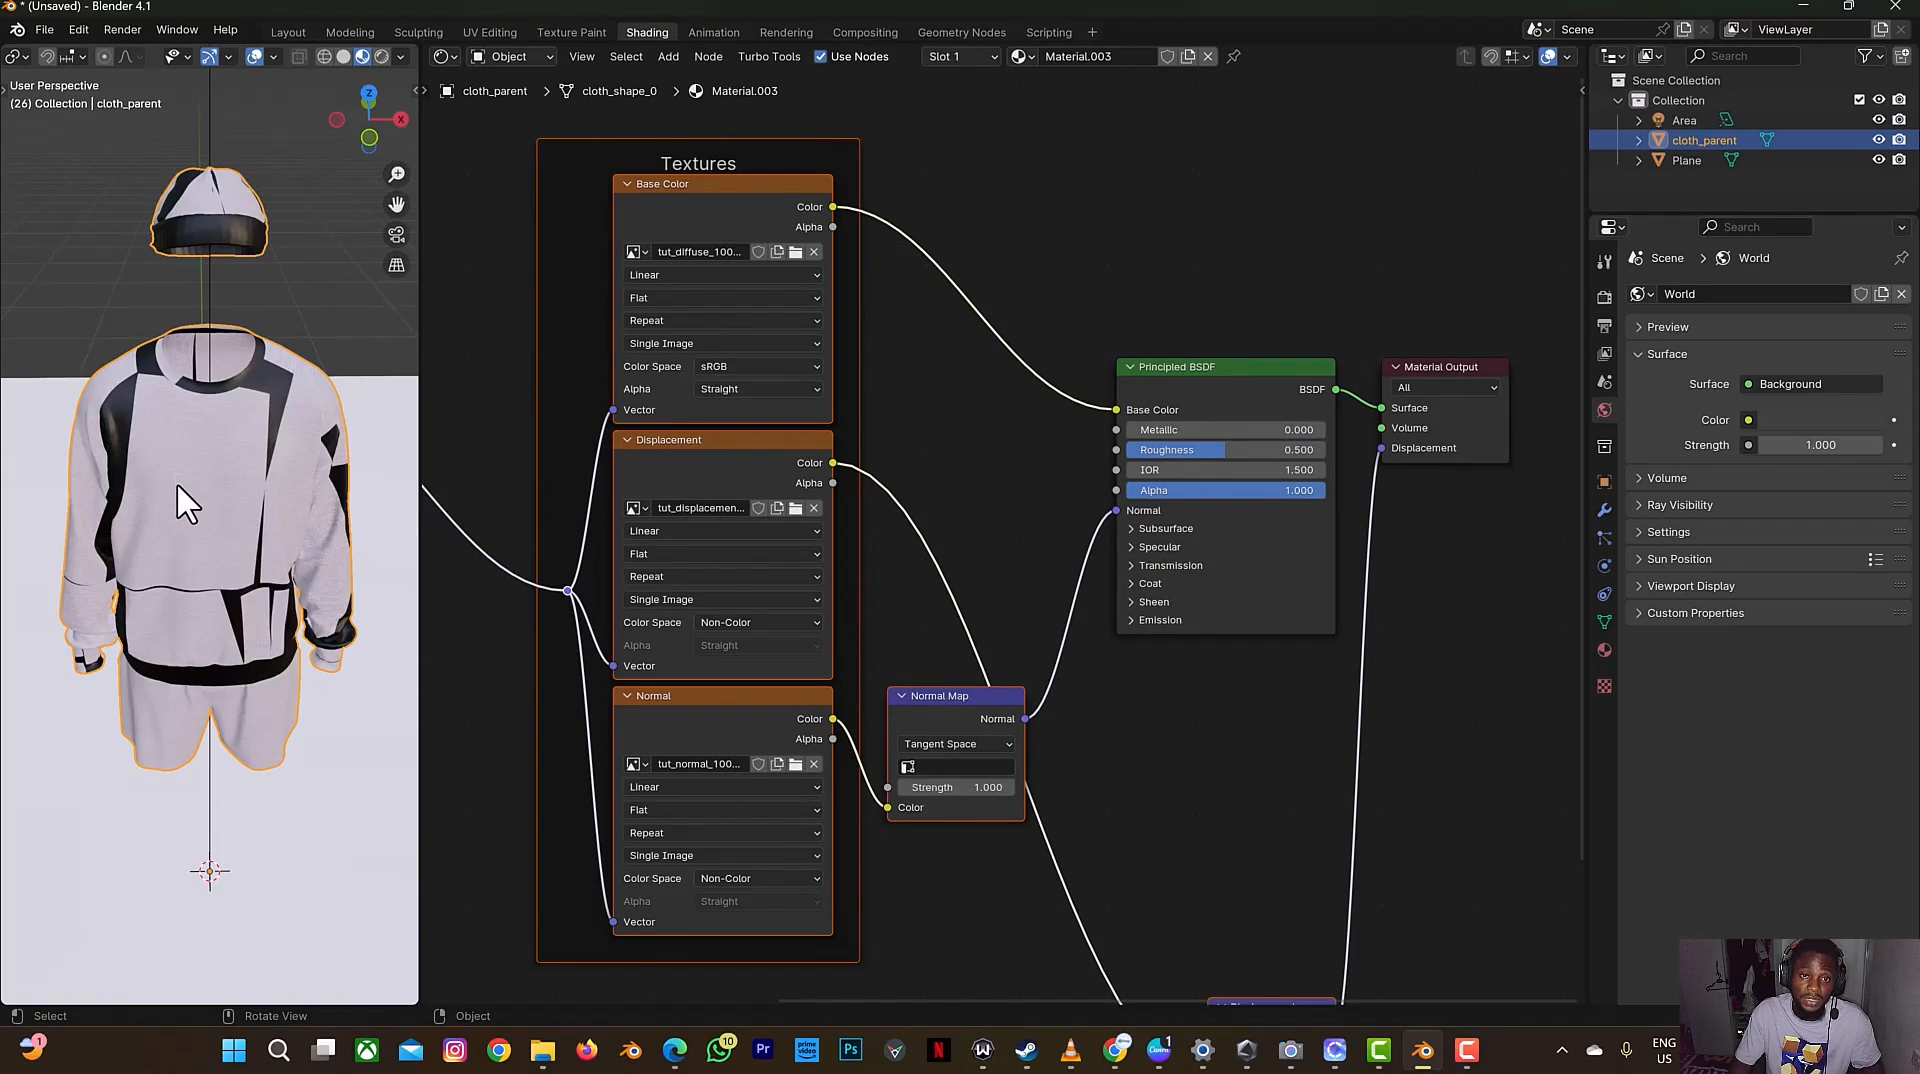 * (Unsaved) - Blender 4.1
File Edit Render Window Help
Layout Modeling Sculpting UV Editing Texture Paint Shading Animation Rendering Compositing Geometry Nodes Scripting
Scene
ViewLayer
Object
View Select Add Node Turbo Tools Use Nodes
Slot 1
Material.003
Search
User Perspective
(26) Collection | cloth_parent
Z
X
cloth_parent > cloth_shape_0 > Material.003
Textures
Base Color
Color
Alpha
tut_diffuse_100...
Linear
Flat
Repeat
Single Image
Color Space sRGB
Alpha Straight
Vector
Displacement
Color
Alpha
tut_displacemen...
Linear
Flat
Repeat
Single Image
Color Space Non-Color
Alpha Straight
Vector
Normal
Color
Alpha
tut_normal_100...
Linear
Flat
Repeat
Single Image
Color Space Non-Color
Alpha Straight
Vector
Normal Map
Normal
Tangent Space
Strength 1.000
Color
Principled BSDF
BSDF
Base Color
Metallic 0.000
Roughness 0.500
IOR 1.500
Alpha 1.000
Normal
Subsurface
Specular
Transmission
Coat
Sheen
Emission
Material Output
All
Surface
Volume
Displacement
Scene Collection
Collection
Area
cloth_parent
Plane
Search
Scene > World
World
Preview
Surface
Surface Background
Color
Strength 1.000
Volume
Ray Visibility
Settings
Sun Position
Viewport Display
Custom Properties
Select
Rotate View
Object
1
10
Pr
Ps
N
1
ENG
US